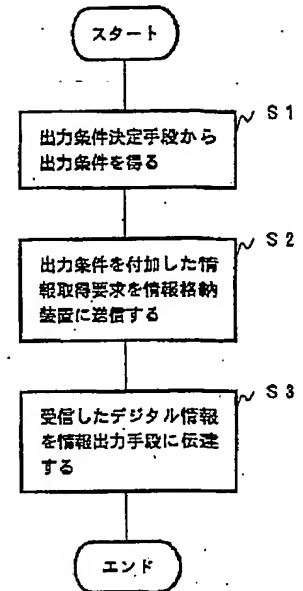 スタート
S1
出力条件決定手段から
出力条件を得る
S2
出力条件を付加した情
報取得要求を情報格納
装置に送信する
S3
受信したデジタル情報
を情報出力手段に伝達
する
エンド